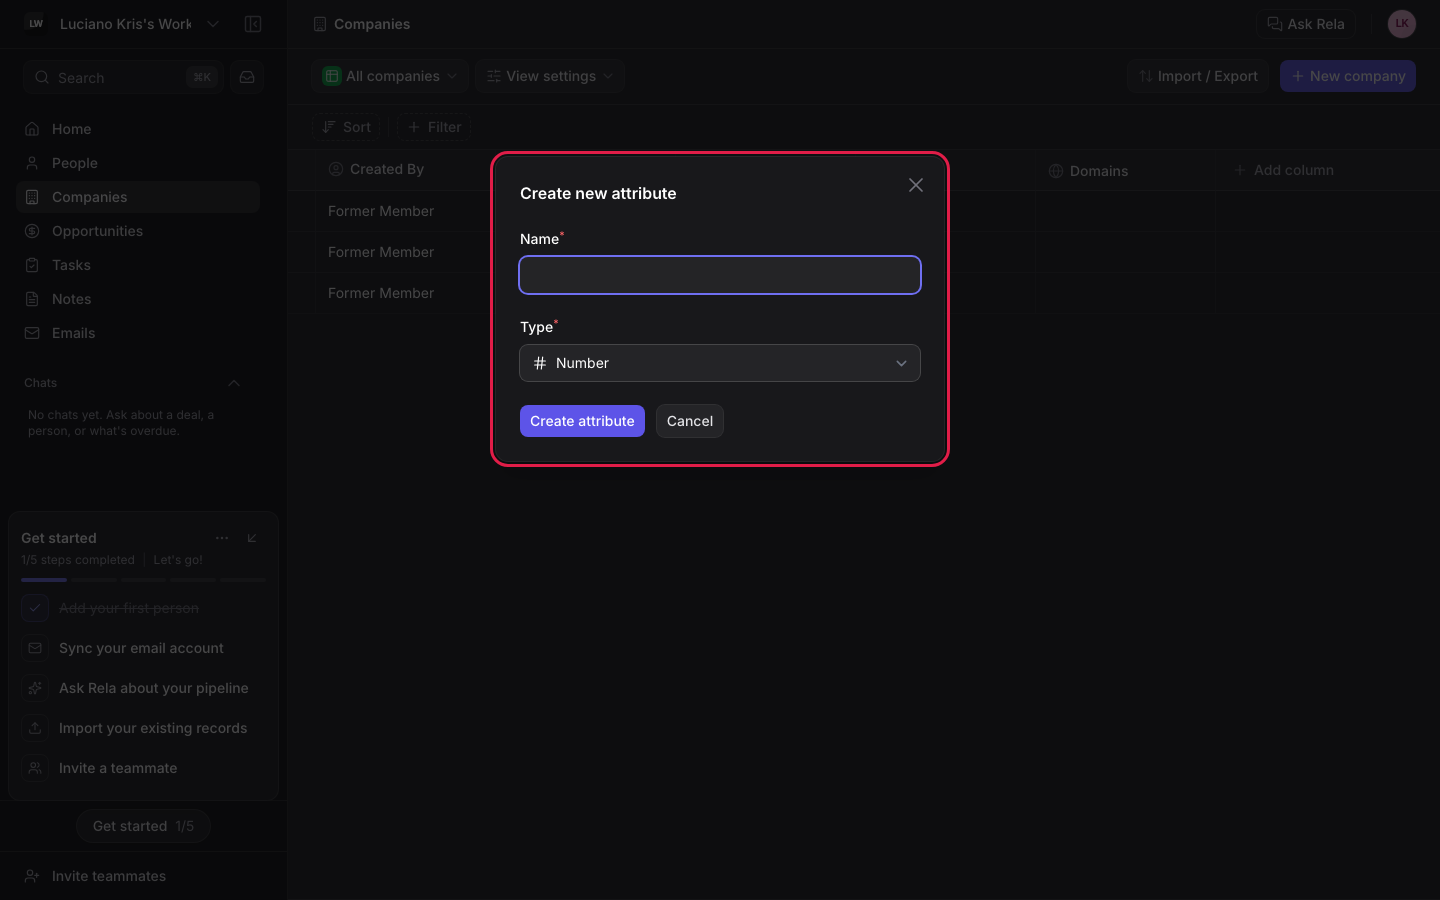 LW Luciano Kris's Work
Search ⌘K
Home
People
Companies
Opportunities
Tasks
Notes
Emails
Chats
No chats yet. Ask about a deal, a
person, or what's overdue.
Get started
1/5 steps completed Let's go!
Add your first person
Sync your email account
Ask Rela about your pipeline
Import your existing records
Invite a teammate
Get started 1/5
Invite teammates
Companies
Ask Rela LK
All companies View settings Import / Export New company
Sort Filter
Created By Domains Add column
Former Member
Former Member
Former Member
Create new attribute
Name*
Type*
Number
Create attribute Cancel